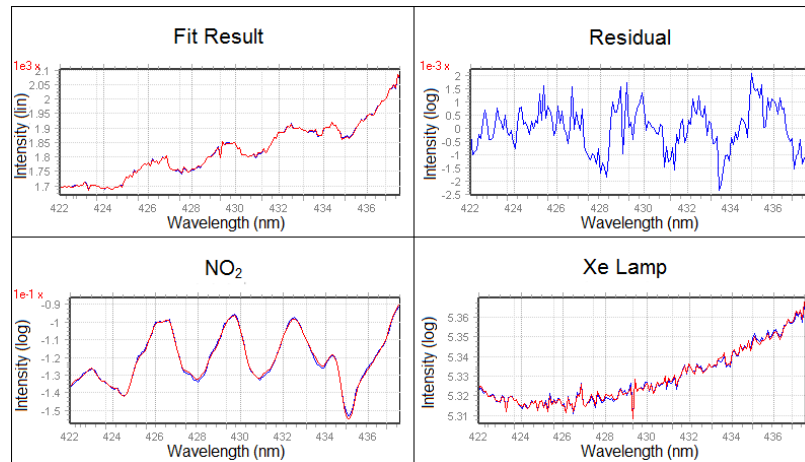 Fit Result
1e3 x
2.1
2.05
2
1.95
1.9
1.85
1.8
1.75
1.7
Intensity (lin)
422 424 426 428 430 432 434 436
Wavelength (nm)
Residual
1e-3 x
2
1.5
1
0.5
0
-0.5
-1
-1.5
-2
-2.5
Intensity (log)
422 424 426 428 430 432 434 436
Wavelength (nm)
NO₂
1e-1 x
-0.9
-1
-1.1
-1.2
-1.3
-1.4
-1.5
Intensity (log)
422 424 426 428 430 432 434 436
Wavelength (nm)
Xe Lamp
5.36
5.35
5.34
5.33
5.32
5.31
Intensity (log)
422 424 426 428 430 432 434 436
Wavelength (nm)